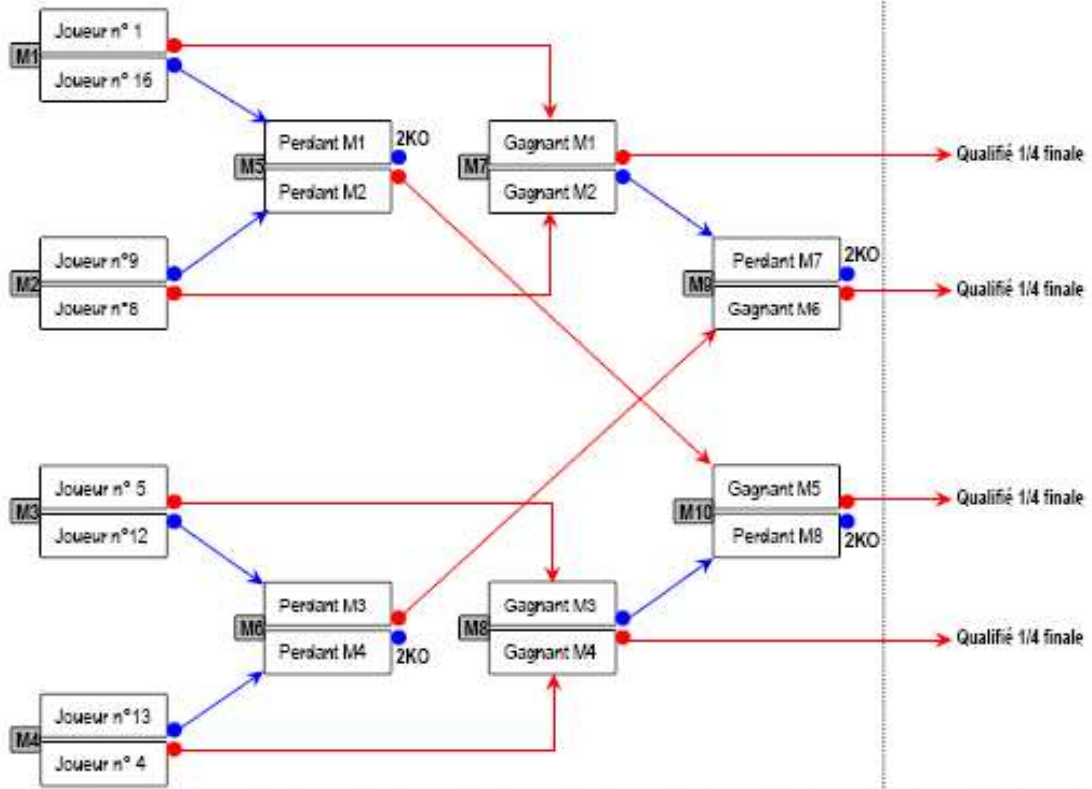 M1
Joueur n° 1
Joueur n° 16
M5
Perdant M1
Perdant M2
2KO
M7
Gagnant M1
Gagnant M2
Qualifié 1/4 finale
M2
Joueur n°9
Joueur n°8
M9
Perdant M7
Gagnant M6
2KO
Qualifié 1/4 finale
M3
Joueur n° 5
Joueur n°12
M10
Gagnant M5
Perdant M8
2KO
Qualifié 1/4 finale
M6
Perdant M3
Perdant M4
2KO
M8
Gagnant M3
Gagnant M4
Qualifié 1/4 finale
M4
Joueur n°13
Joueur n° 4